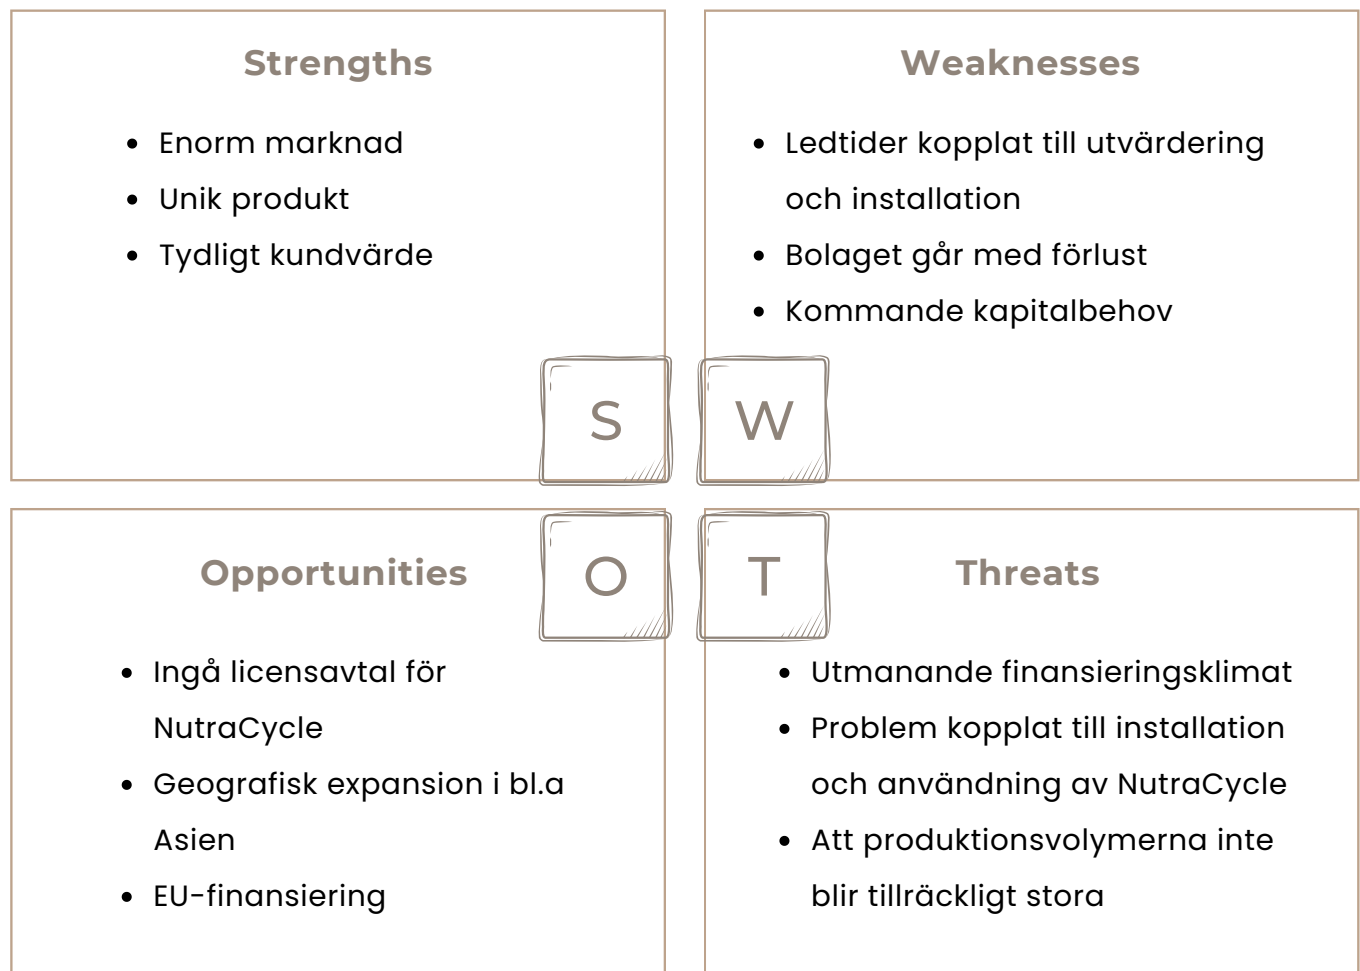 Strengths
• Enorm marknad
• Unik produkt
• Tydligt kundvärde
Weaknesses
• Ledtider kopplat till utvärdering
och installation
• Bolaget går med förlust
• Kommande kapitalbehov
S
W
O
T
Opportunities
• Ingå licensavtal för
NutraCycle
• Geografisk expansion i bl.a
Asien
• EU-finansiering
Threats
• Utmanande finansieringsklimat
• Problem kopplat till installation
och användning av NutraCycle
• Att produktionsvolymerna inte
blir tillräckligt stora